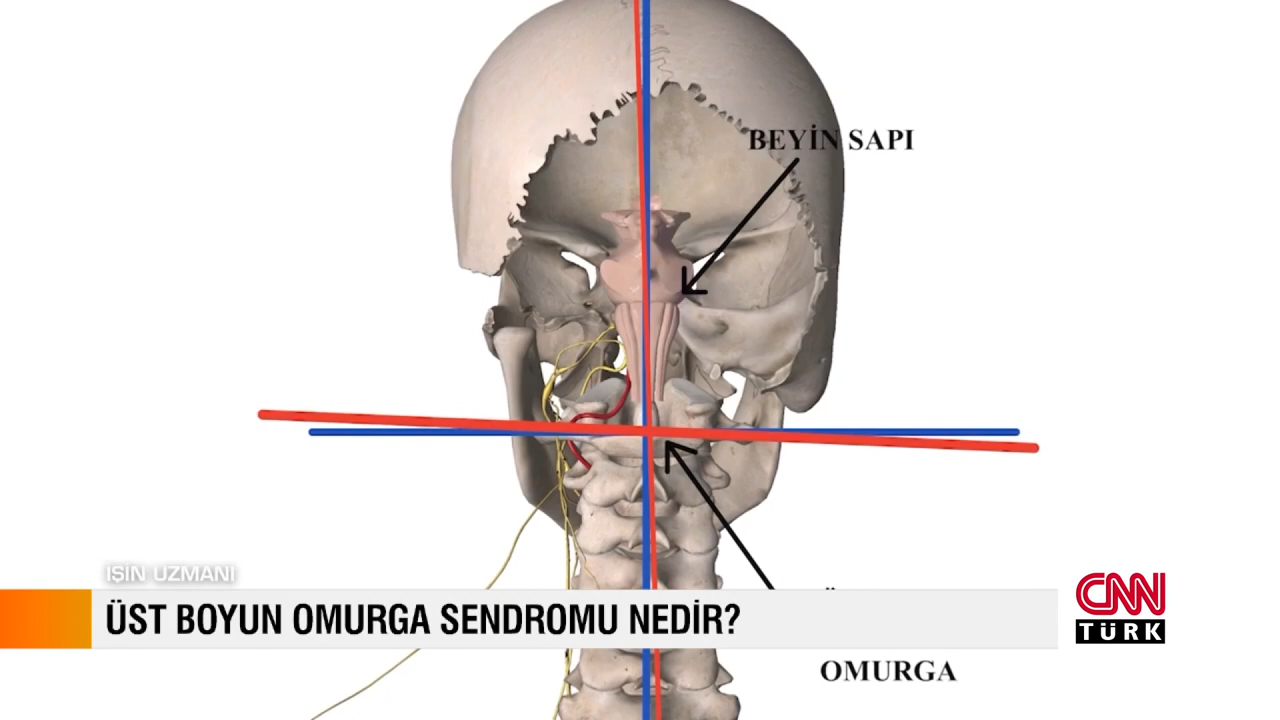 BEYİN SAPI
IŞIN UZMANI
ÜST BOYUN OMURGA SENDROMU NEDİR?
CNN
TÜRK
OMURGA